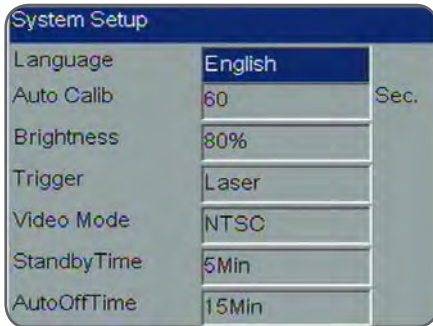 System Setup
Language English
Auto Calib 60 Sec.
Brightness 80%
Trigger Laser
Video Mode NTSC
StandbyTime 5Min
AutoOffTime 15Min